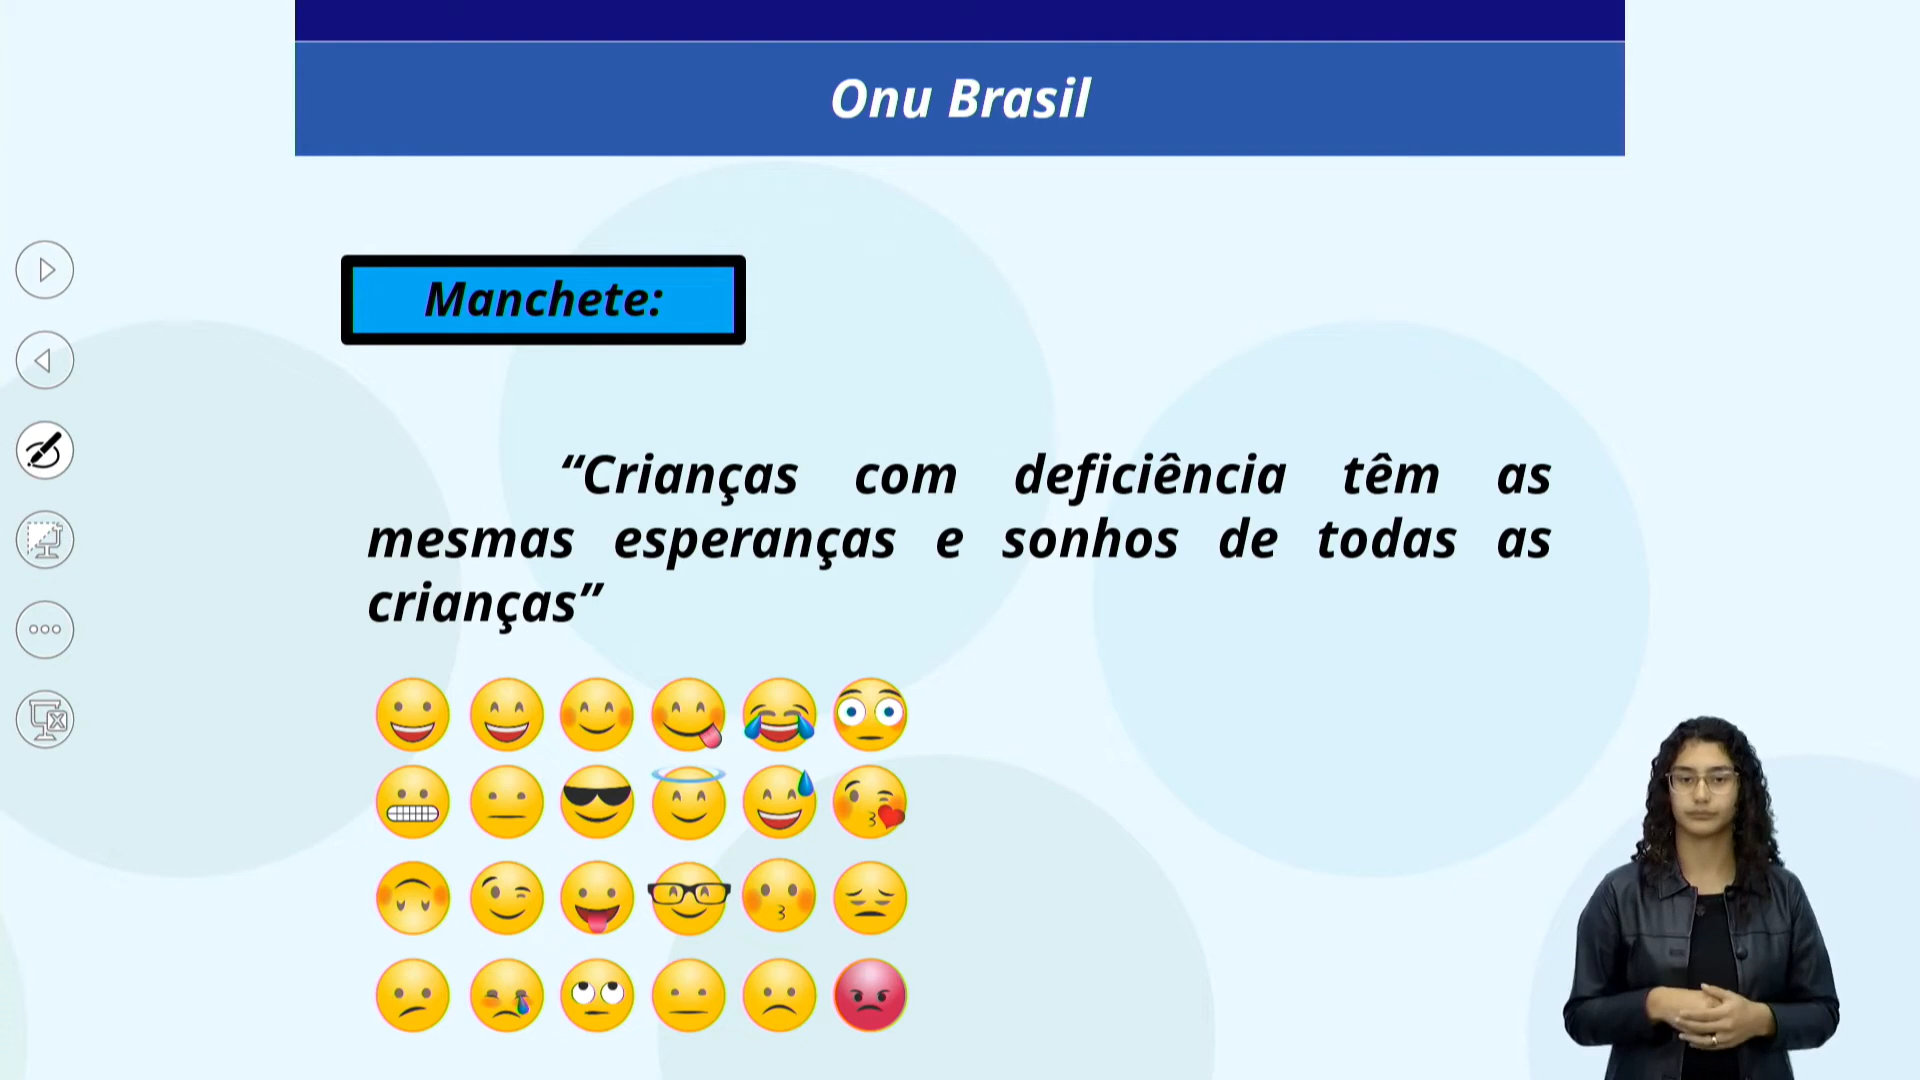 Onu Brasil
Manchete:
“Crianças com deficiência têm as
mesmas esperanças e sonhos de todas as
crianças”